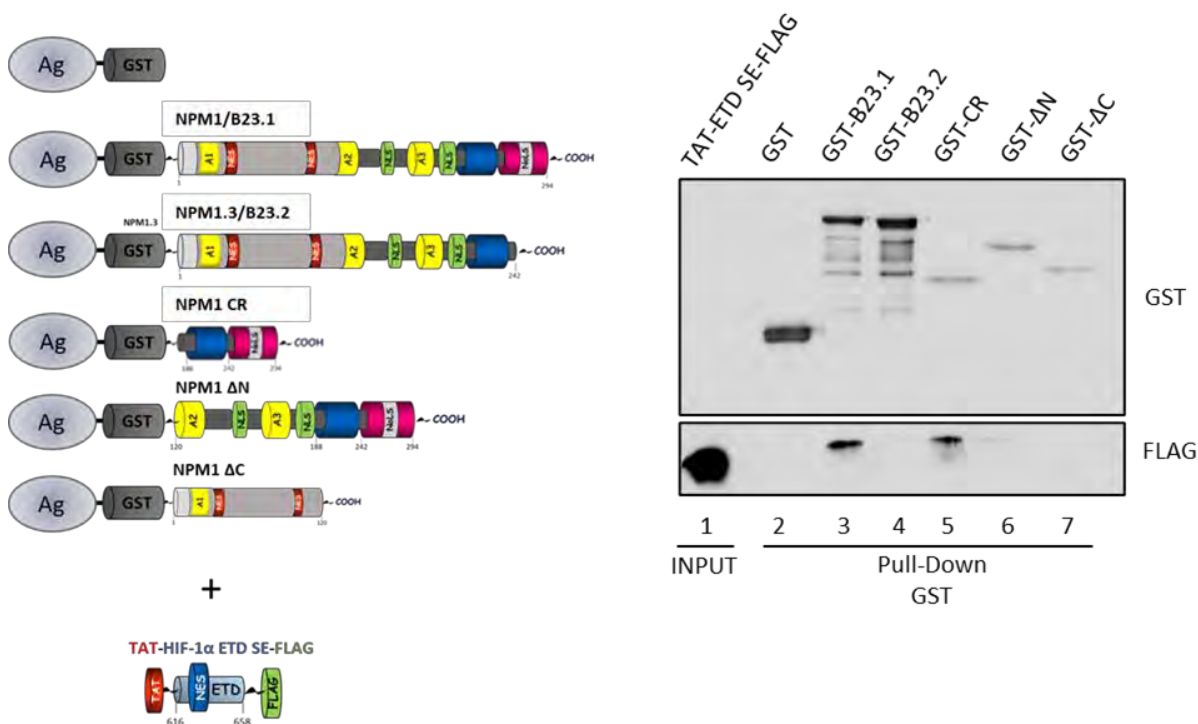 Ag GST
NPM1/B23.1
Ag GST A1 NES NES A2 NLS A3 NLS NoLS COOH
1 294
NPM1.3/B23.2
NPM1.3
Ag GST A1 NES NES A2 NLS A3 NLS COOH
1 242
NPM1 CR
Ag GST NoLS COOH
188 242 294
NPM1 ΔN
Ag GST A2 NLS A3 NLS NoLS COOH
120 188 242 294
NPM1 ΔC
Ag GST A1 NES NES COOH
1 120
+
TAT-HIF-1α ETD SE-FLAG
TAT NES ETD FLAG
616 658
TAT-ETD SE-FLAG
GST
GST-B23.1
GST-B23.2
GST-CR
GST-ΔN
GST-ΔC
GST
FLAG
1 2 3 4 5 6 7
INPUT Pull-Down
GST